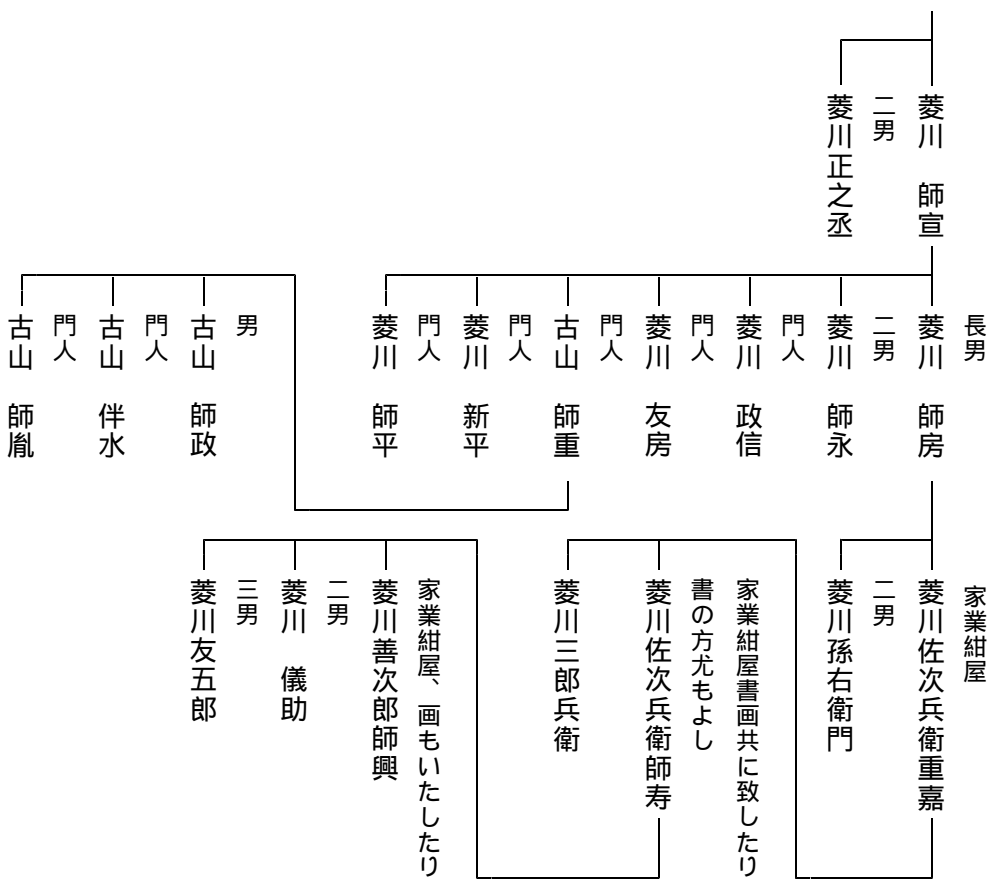 菱川　師宣
二男
菱川正之丞
長男
菱川　師房
二男
菱川　師永
門人
菱川　政信
門人
菱川　友房
門人
古山　師重
門人
菱川　新平
門人
菱川　師平
男
古山　師政
門人
古山　伴水
門人
古山　師胤
家業紺屋
菱川佐次兵衛重嘉
二男
菱川孫右衛門
家業紺屋書画共に致したり
書の方尤もよし
菱川佐次兵衛師寿
菱川三郎兵衛
家業紺屋、画もいたしたり
菱川善次郎師興
二男
菱川　儀助
三男
菱川友五郎